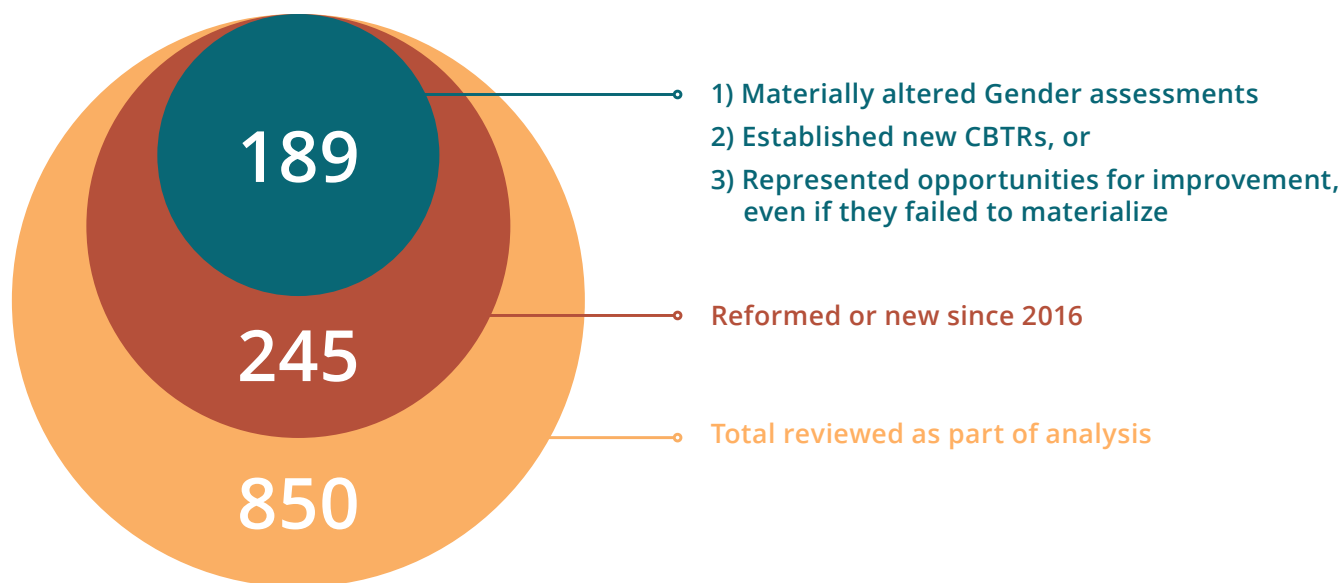 189
1) Materially altered Gender assessments
2) Established new CBTRs, or
3) Represented opportunities for improvement,
even if they failed to materialize
245
Reformed or new since 2016
850
Total reviewed as part of analysis